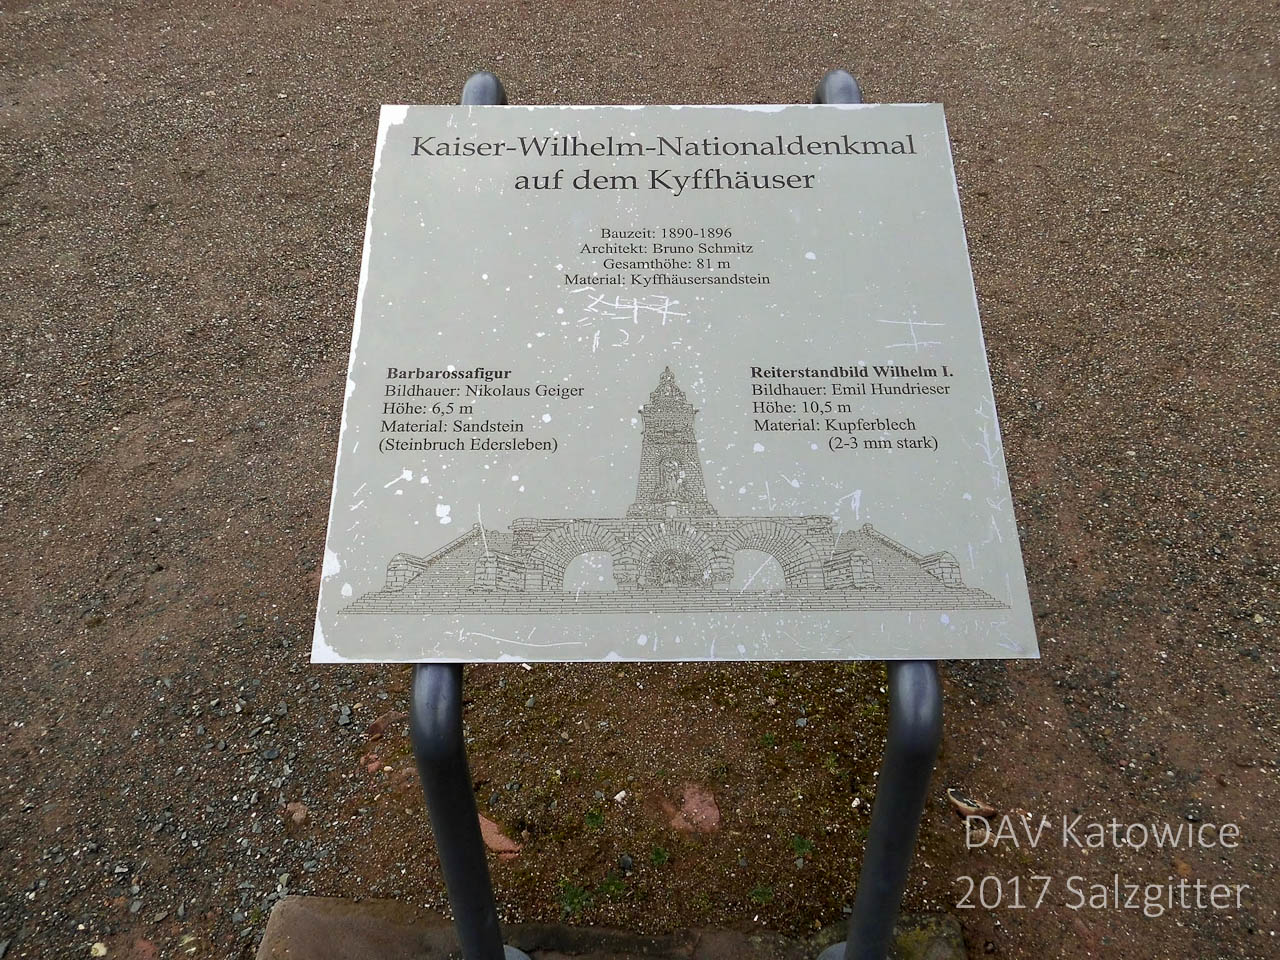 Kaiser-Wilhelm-Nationaldenkmal
auf dem Kyffhäuser
Bauzeit: 1890-1896
Architekt: Bruno Schmitz
Gesamthöhe: 81 m
Material: Kyffhäusersandstein
Barbarossafigur
Bildhauer: Nikolaus Geiger
Höhe: 6,5 m
Material: Sandstein
(Steinbruch Edersleben)
Reiterstandbild Wilhelm I.
Bildhauer: Emil Hundrieser
Höhe: 10,5 m
Material: Kupferblech
(2-3 mm stark)
DAV Katowice
2017 Salzgitter